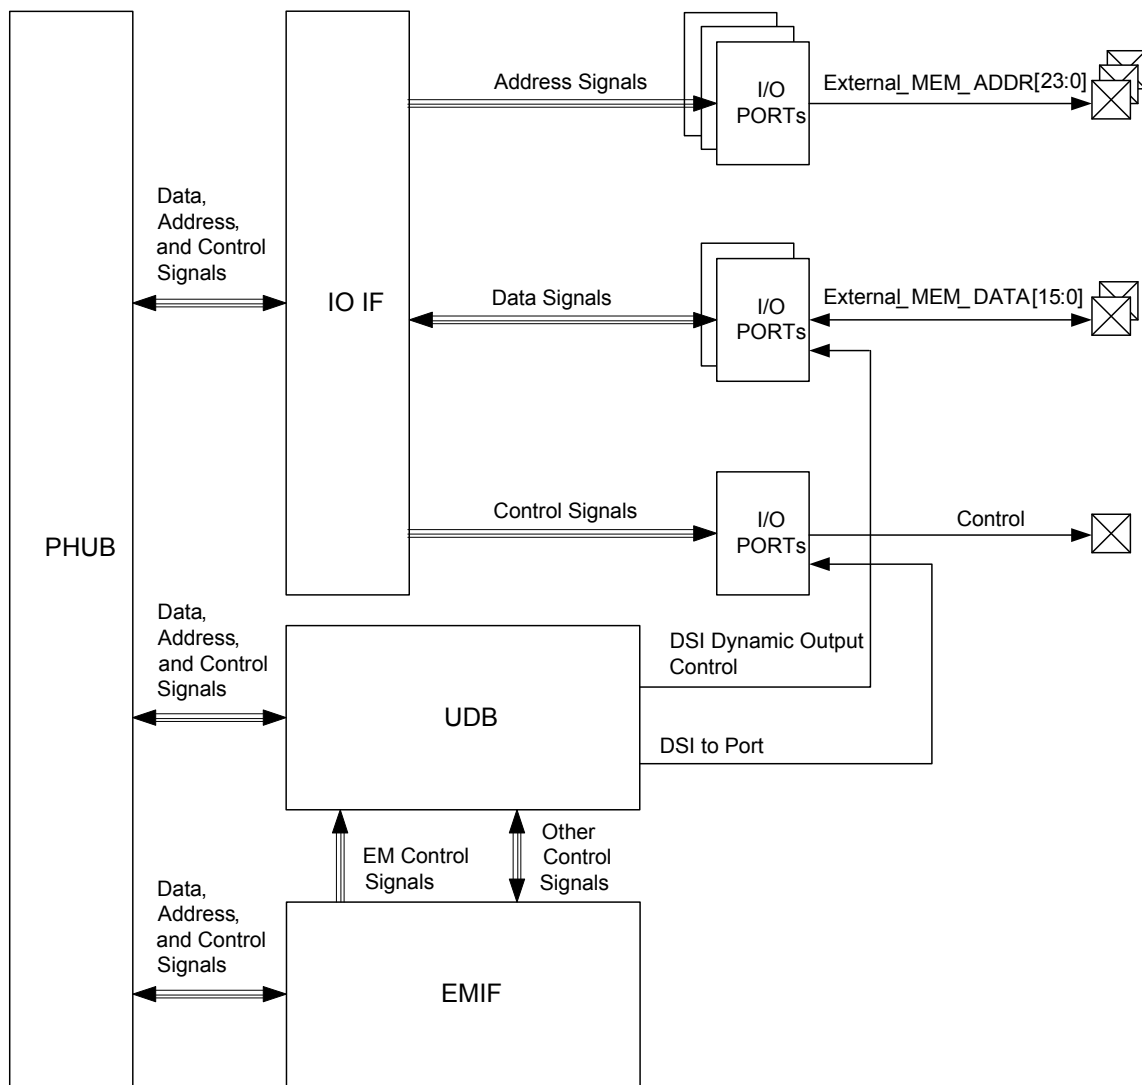 Address Signals
I/O
PORTs
External_MEM_ADDR[23:0]
Data,
Address,
and Control
Signals
IO IF
Data Signals
I/O
PORTs
External_MEM_DATA[15:0]
PHUB
Control Signals
I/O
PORTs
Control
Data,
Address,
and Control
Signals
UDB
DSI Dynamic Output
Control
DSI to Port
EM Control
Signals
Other
Control
Signals
Data,
Address,
and Control
Signals
EMIF